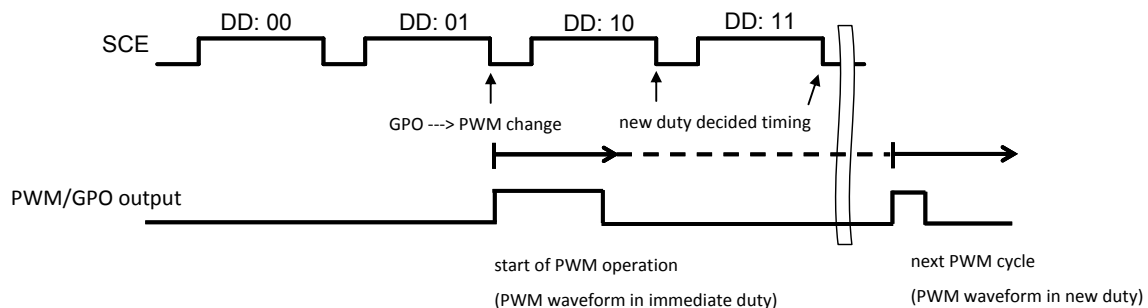 DD: 00 DD: 01 DD: 10 DD: 11
SCE
GPO ---> PWM change new duty decided timing
PWM/GPO output
start of PWM operation next PWM cycle
(PWM waveform in immediate duty) (PWM waveform in new duty)